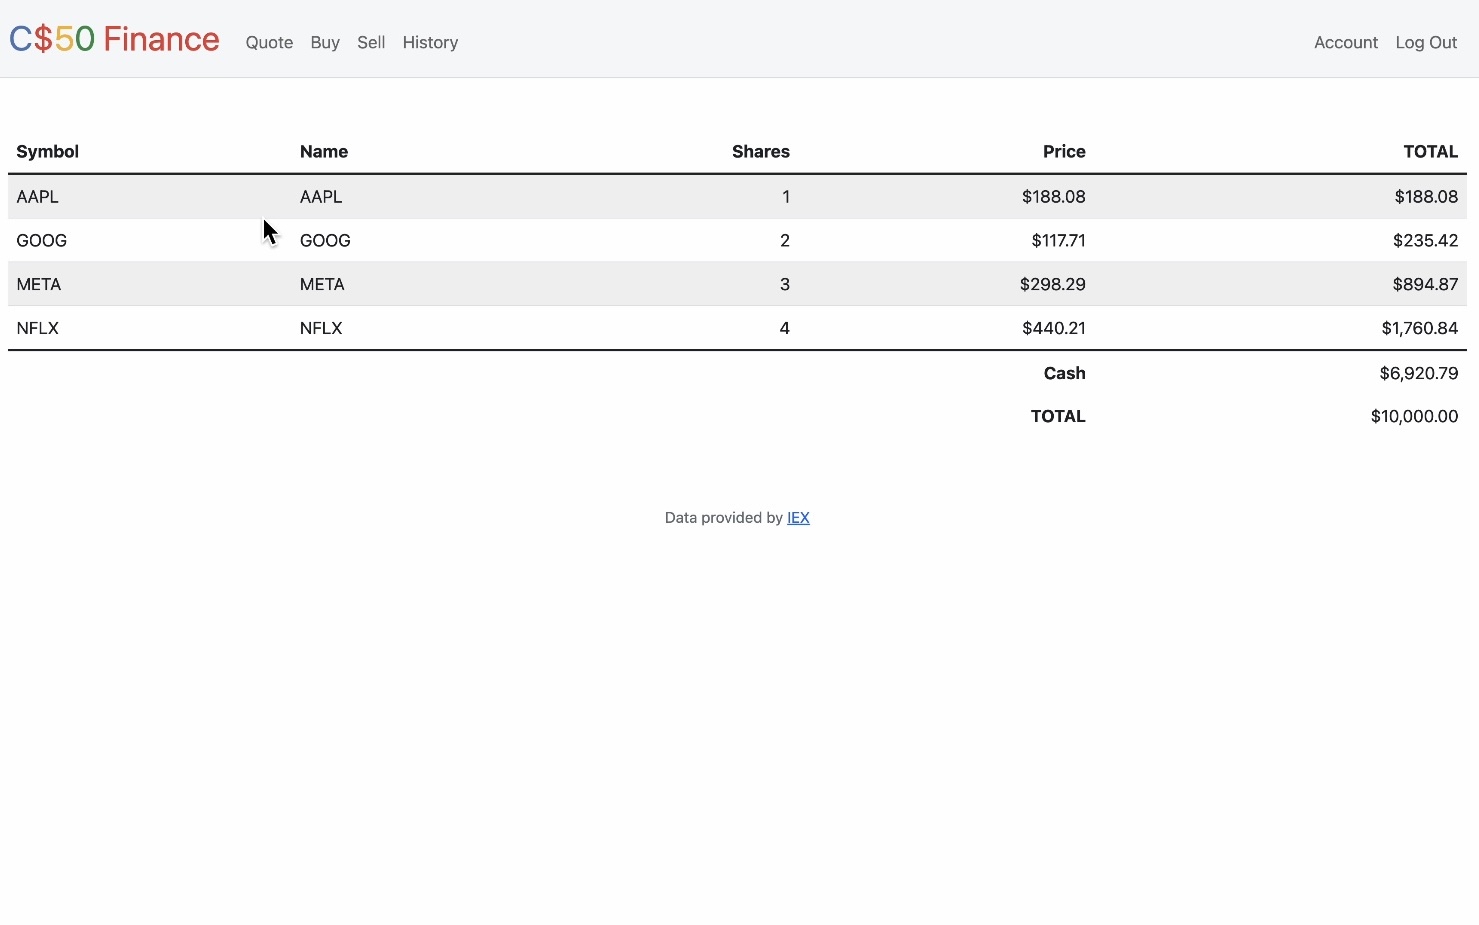 C$50 Finance Quote Buy Sell History Account Log Out
Symbol Name Shares Price TOTAL
AAPL AAPL 1 $188.08 $188.08
GOOG GOOG 2 $117.71 $235.42
META META 3 $298.29 $894.87
NFLX NFLX 4 $440.21 $1,760.84
Cash $6,920.79
TOTAL $10,000.00
Data provided by IEX